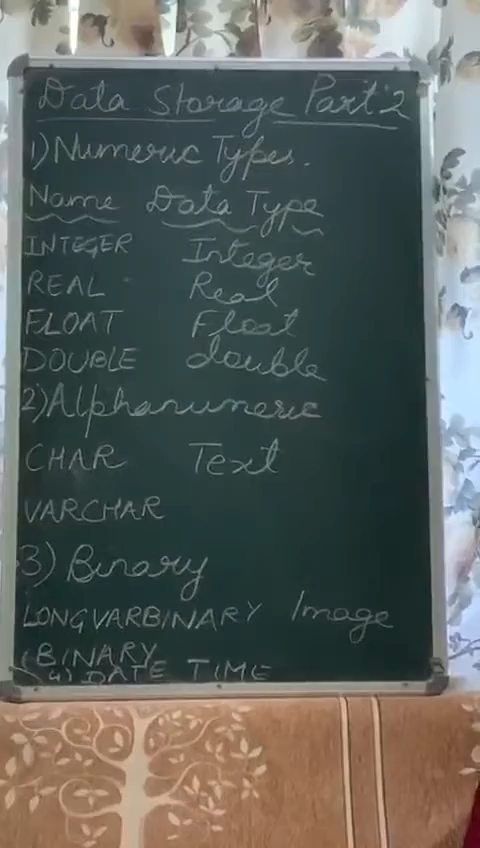 Data Storage Part 2
1) Numeric Types.
Name Data Type
INTEGER Integer
REAL Real
FLOAT Float
DOUBLE double
2) Alphanumeric
CHAR Text
VARCHAR
3) Binary
LONGVARBINARY Image
BINARY
4) DATE TIME